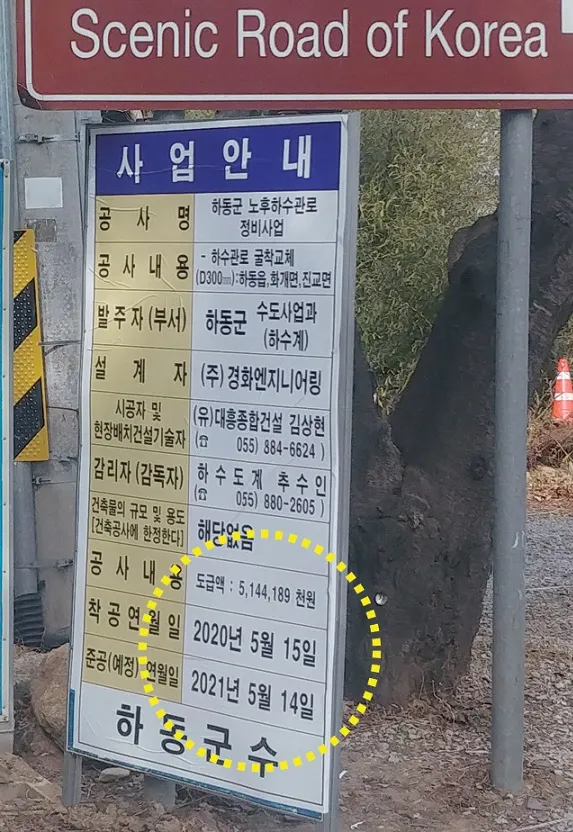 Scenic Road of Korea
사업안내
공사명 하동군 노후하수관로
정비사업
공사내용 - 하수관로 굴착교체
(D300㎜):하동읍,화개면,진교면
발주자(부서) 하동군 수도사업과
(하수계)
설계자 (주)경화엔지니어링
시공자 및
현장배치건설기술자 (유)대흥종합건설 김상현
(☎ 055) 884-6624 )
감리자(감독자) 하수도계 추수인
(☎ 055) 880-2605 )
건축물의 규모 및 용도
[건축공사에 한정한다] 해당없음
공사내용 도급액 : 5,144,189 천원
착공연월일 2020년 5월 15일
준공(예정)연월일 2021년 5월 14일
하동군수